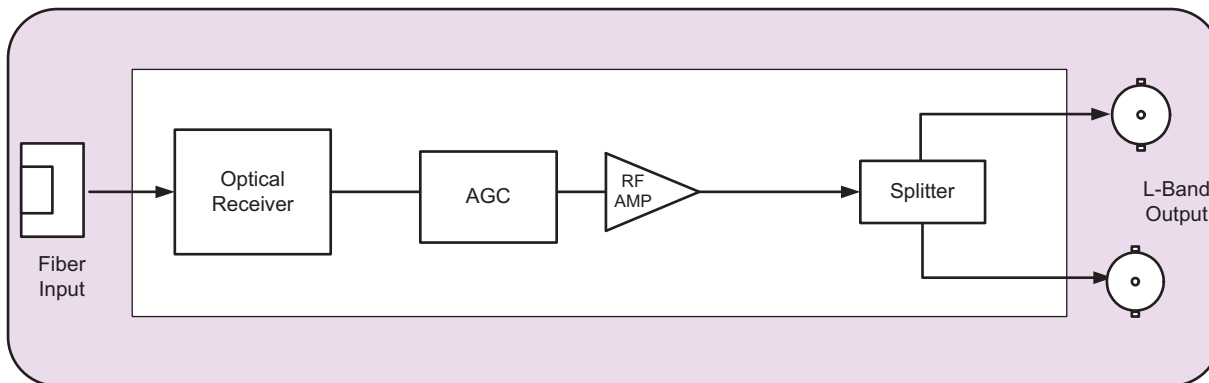 Fiber
Input
Optical
Receiver
AGC
RF
AMP
Splitter
L-Band
Output